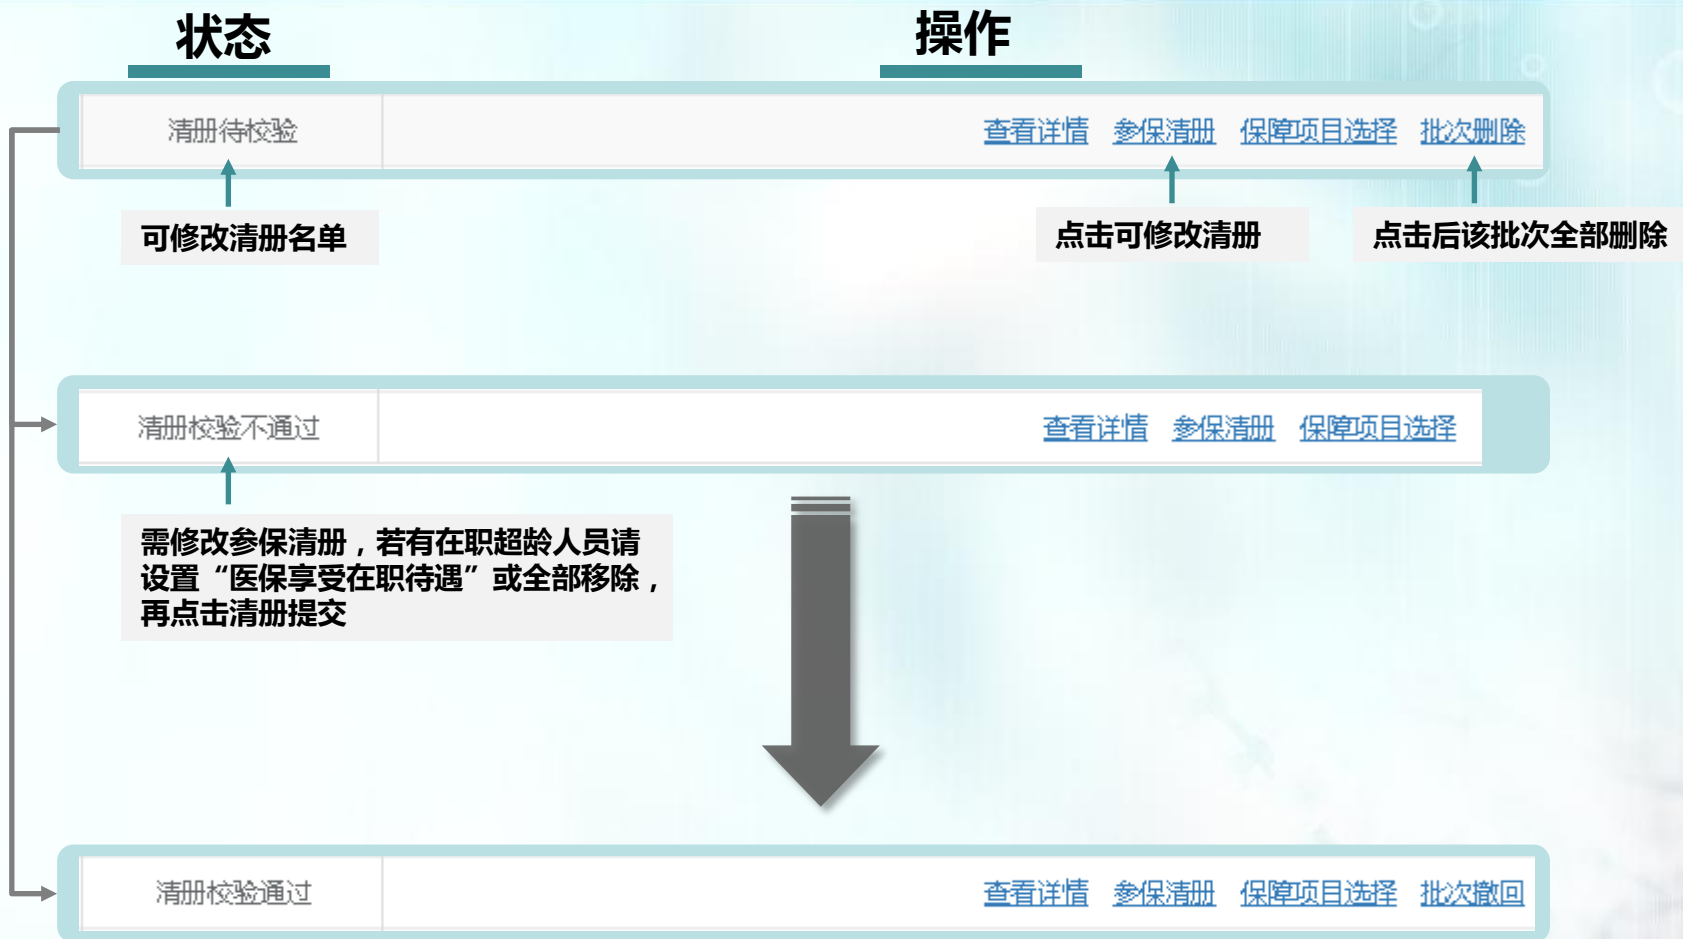 状态
操作
清册待校验
查看详情 参保清册 保障项目选择 批次删除
可修改清册名单
点击可修改清册
点击后该批次全部删除
清册校验不通过
查看详情 参保清册 保障项目选择
需修改参保清册，若有在职超龄人员请
设置“医保享受在职待遇”或全部移除，
再点击清册提交
清册校验通过
查看详情 参保清册 保障项目选择 批次撤回